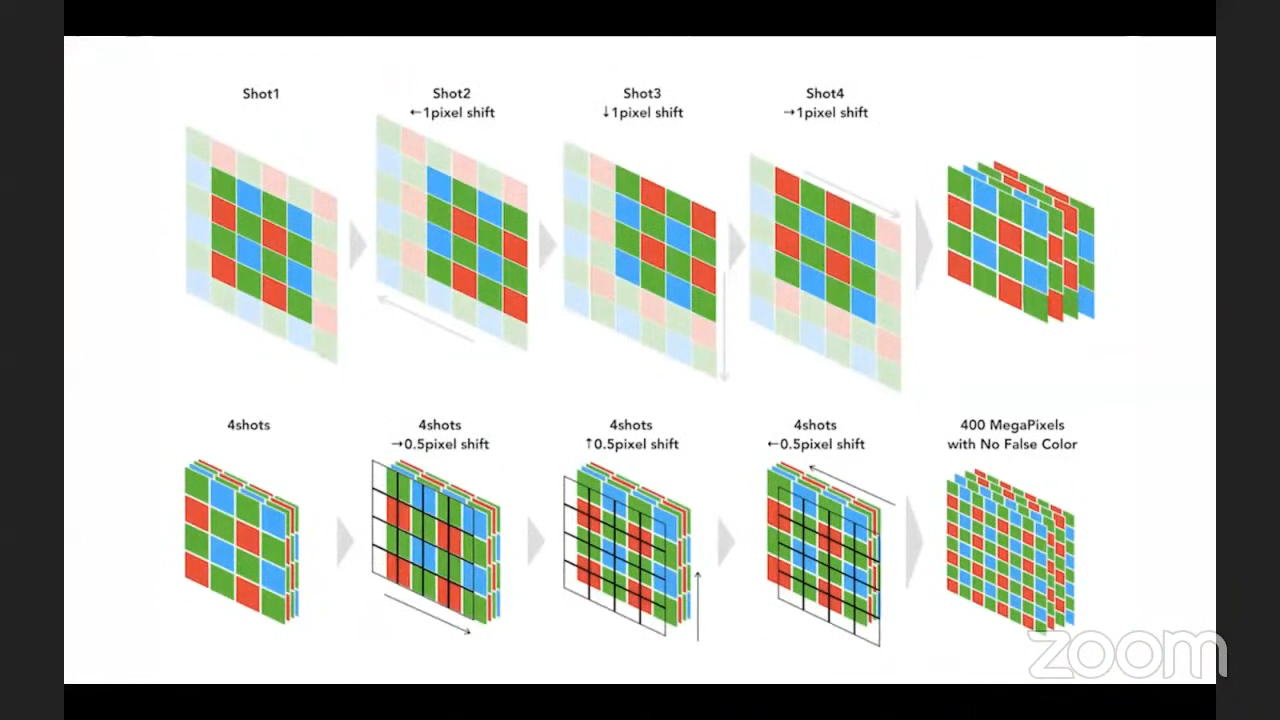 Shot1
Shot2
←1pixel shift
Shot3
↓1pixel shift
Shot4
→1pixel shift
4shots
4shots
→0.5pixel shift
4shots
↑0.5pixel shift
4shots
←0.5pixel shift
400 MegaPixels
with No False Color
zoom